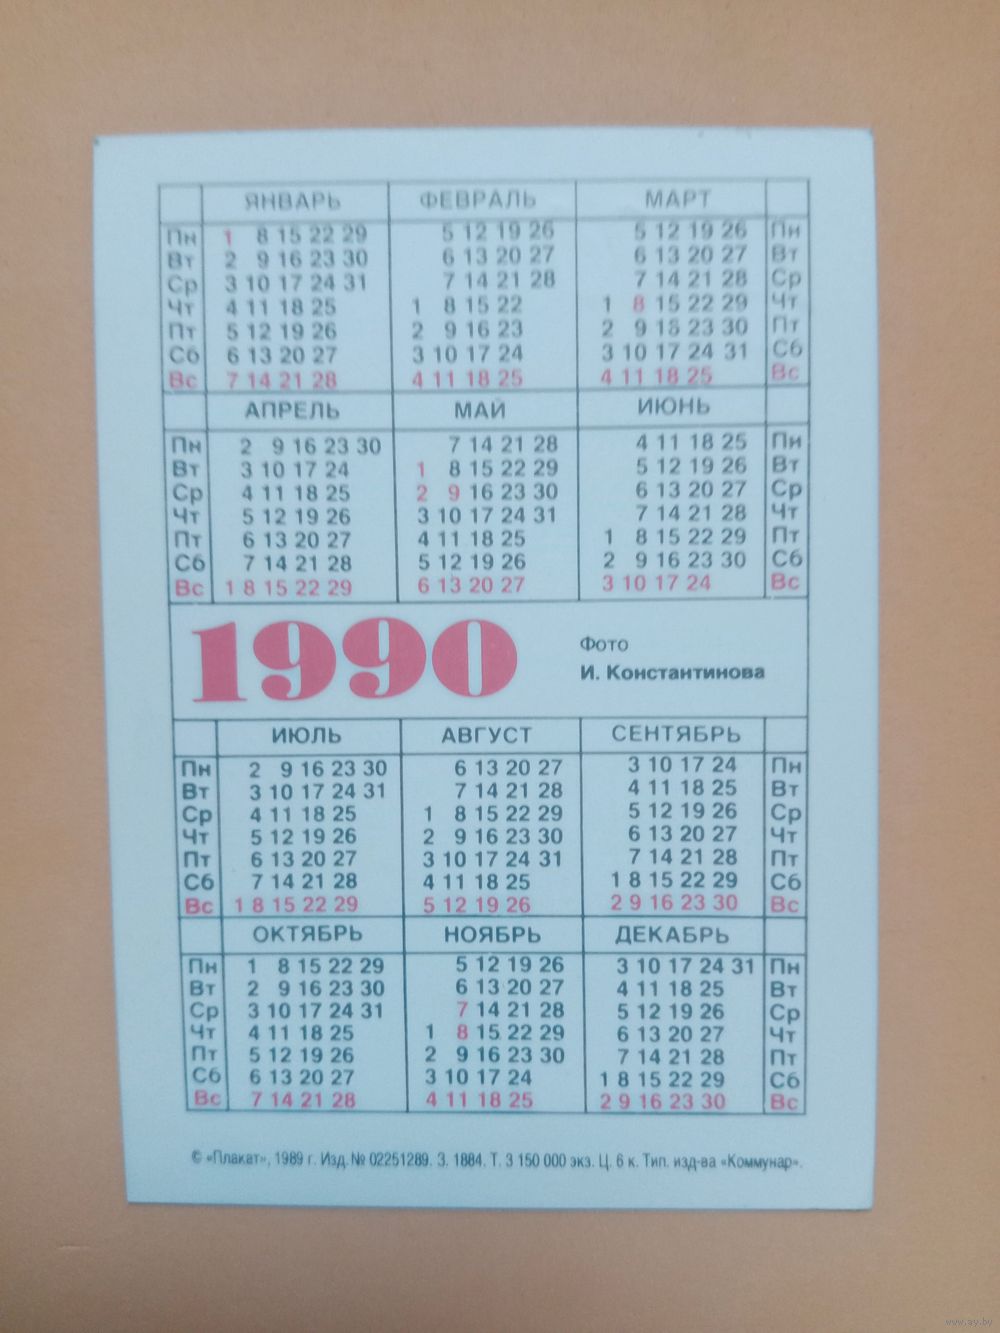 ЯНВАРЬ ФЕВРАЛЬ МАРТ
Пн 1 8 15 22 29 5 12 19 26 5 12 19 26 Пн
Вт 2 9 16 23 30 6 13 20 27 6 13 20 27 Вт
Ср 3 10 17 24 31 7 14 21 28 7 14 21 28 Ср
Чт 4 11 18 25 1 8 15 22 1 8 15 22 29 Чт
Пт 5 12 19 26 2 9 16 23 2 9 16 23 30 Пт
Сб 6 13 20 27 3 10 17 24 3 10 17 24 31 Сб
Вс 7 14 21 28 4 11 18 25 4 11 18 25 Вс
АПРЕЛЬ МАЙ ИЮНЬ
Пн 2 9 16 23 30 7 14 21 28 4 11 18 25 Пн
Вт 3 10 17 24 1 8 15 22 29 5 12 19 26 Вт
Ср 4 11 18 25 2 9 16 23 30 6 13 20 27 Ср
Чт 5 12 19 26 3 10 17 24 31 7 14 21 28 Чт
Пт 6 13 20 27 4 11 18 25 1 8 15 22 29 Пт
Сб 7 14 21 28 5 12 19 26 2 9 16 23 30 Сб
Вс 1 8 15 22 29 6 13 20 27 3 10 17 24 Вс
1990
Фото
И. Константинова
ИЮЛЬ АВГУСТ СЕНТЯБРЬ
Пн 2 9 16 23 30 6 13 20 27 3 10 17 24 Пн
Вт 3 10 17 24 31 7 14 21 28 4 11 18 25 Вт
Ср 4 11 18 25 1 8 15 22 29 5 12 19 26 Ср
Чт 5 12 19 26 2 9 16 23 30 6 13 20 27 Чт
Пт 6 13 20 27 3 10 17 24 31 7 14 21 28 Пт
Сб 7 14 21 28 4 11 18 25 1 8 15 22 29 Сб
Вс 1 8 15 22 29 5 12 19 26 2 9 16 23 30 Вс
ОКТЯБРЬ НОЯБРЬ ДЕКАБРЬ
Пн 1 8 15 22 29 5 12 19 26 3 10 17 24 31 Пн
Вт 2 9 16 23 30 6 13 20 27 4 11 18 25 Вт
Ср 3 10 17 24 31 7 14 21 28 5 12 19 26 Ср
Чт 4 11 18 25 1 8 15 22 29 6 13 20 27 Чт
Пт 5 12 19 26 2 9 16 23 30 7 14 21 28 Пт
Сб 6 13 20 27 3 10 17 24 1 8 15 22 29 Сб
Вс 7 14 21 28 4 11 18 25 2 9 16 23 30 Вс
© «Плакат», 1989 г. Изд. № 02251289. З. 1884. Т. 3 150 000 экз. Ц. 6 к. Тип. изд-ва «Коммунар».
www.ay.by